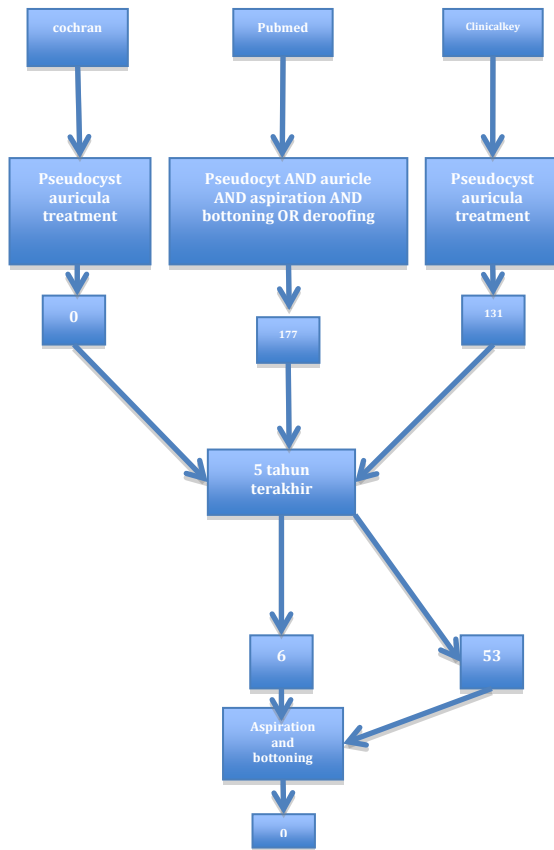 cochran
Pubmed
Clinicalkey
Pseudocyst
auricula
treatment
Pseudocyt AND auricle
AND aspiration AND
bottoning OR deroofing
Pseudocyst
auricula
treatment
0
177
131
5 tahun
terakhir
6
53
Aspiration
and
bottoning
0